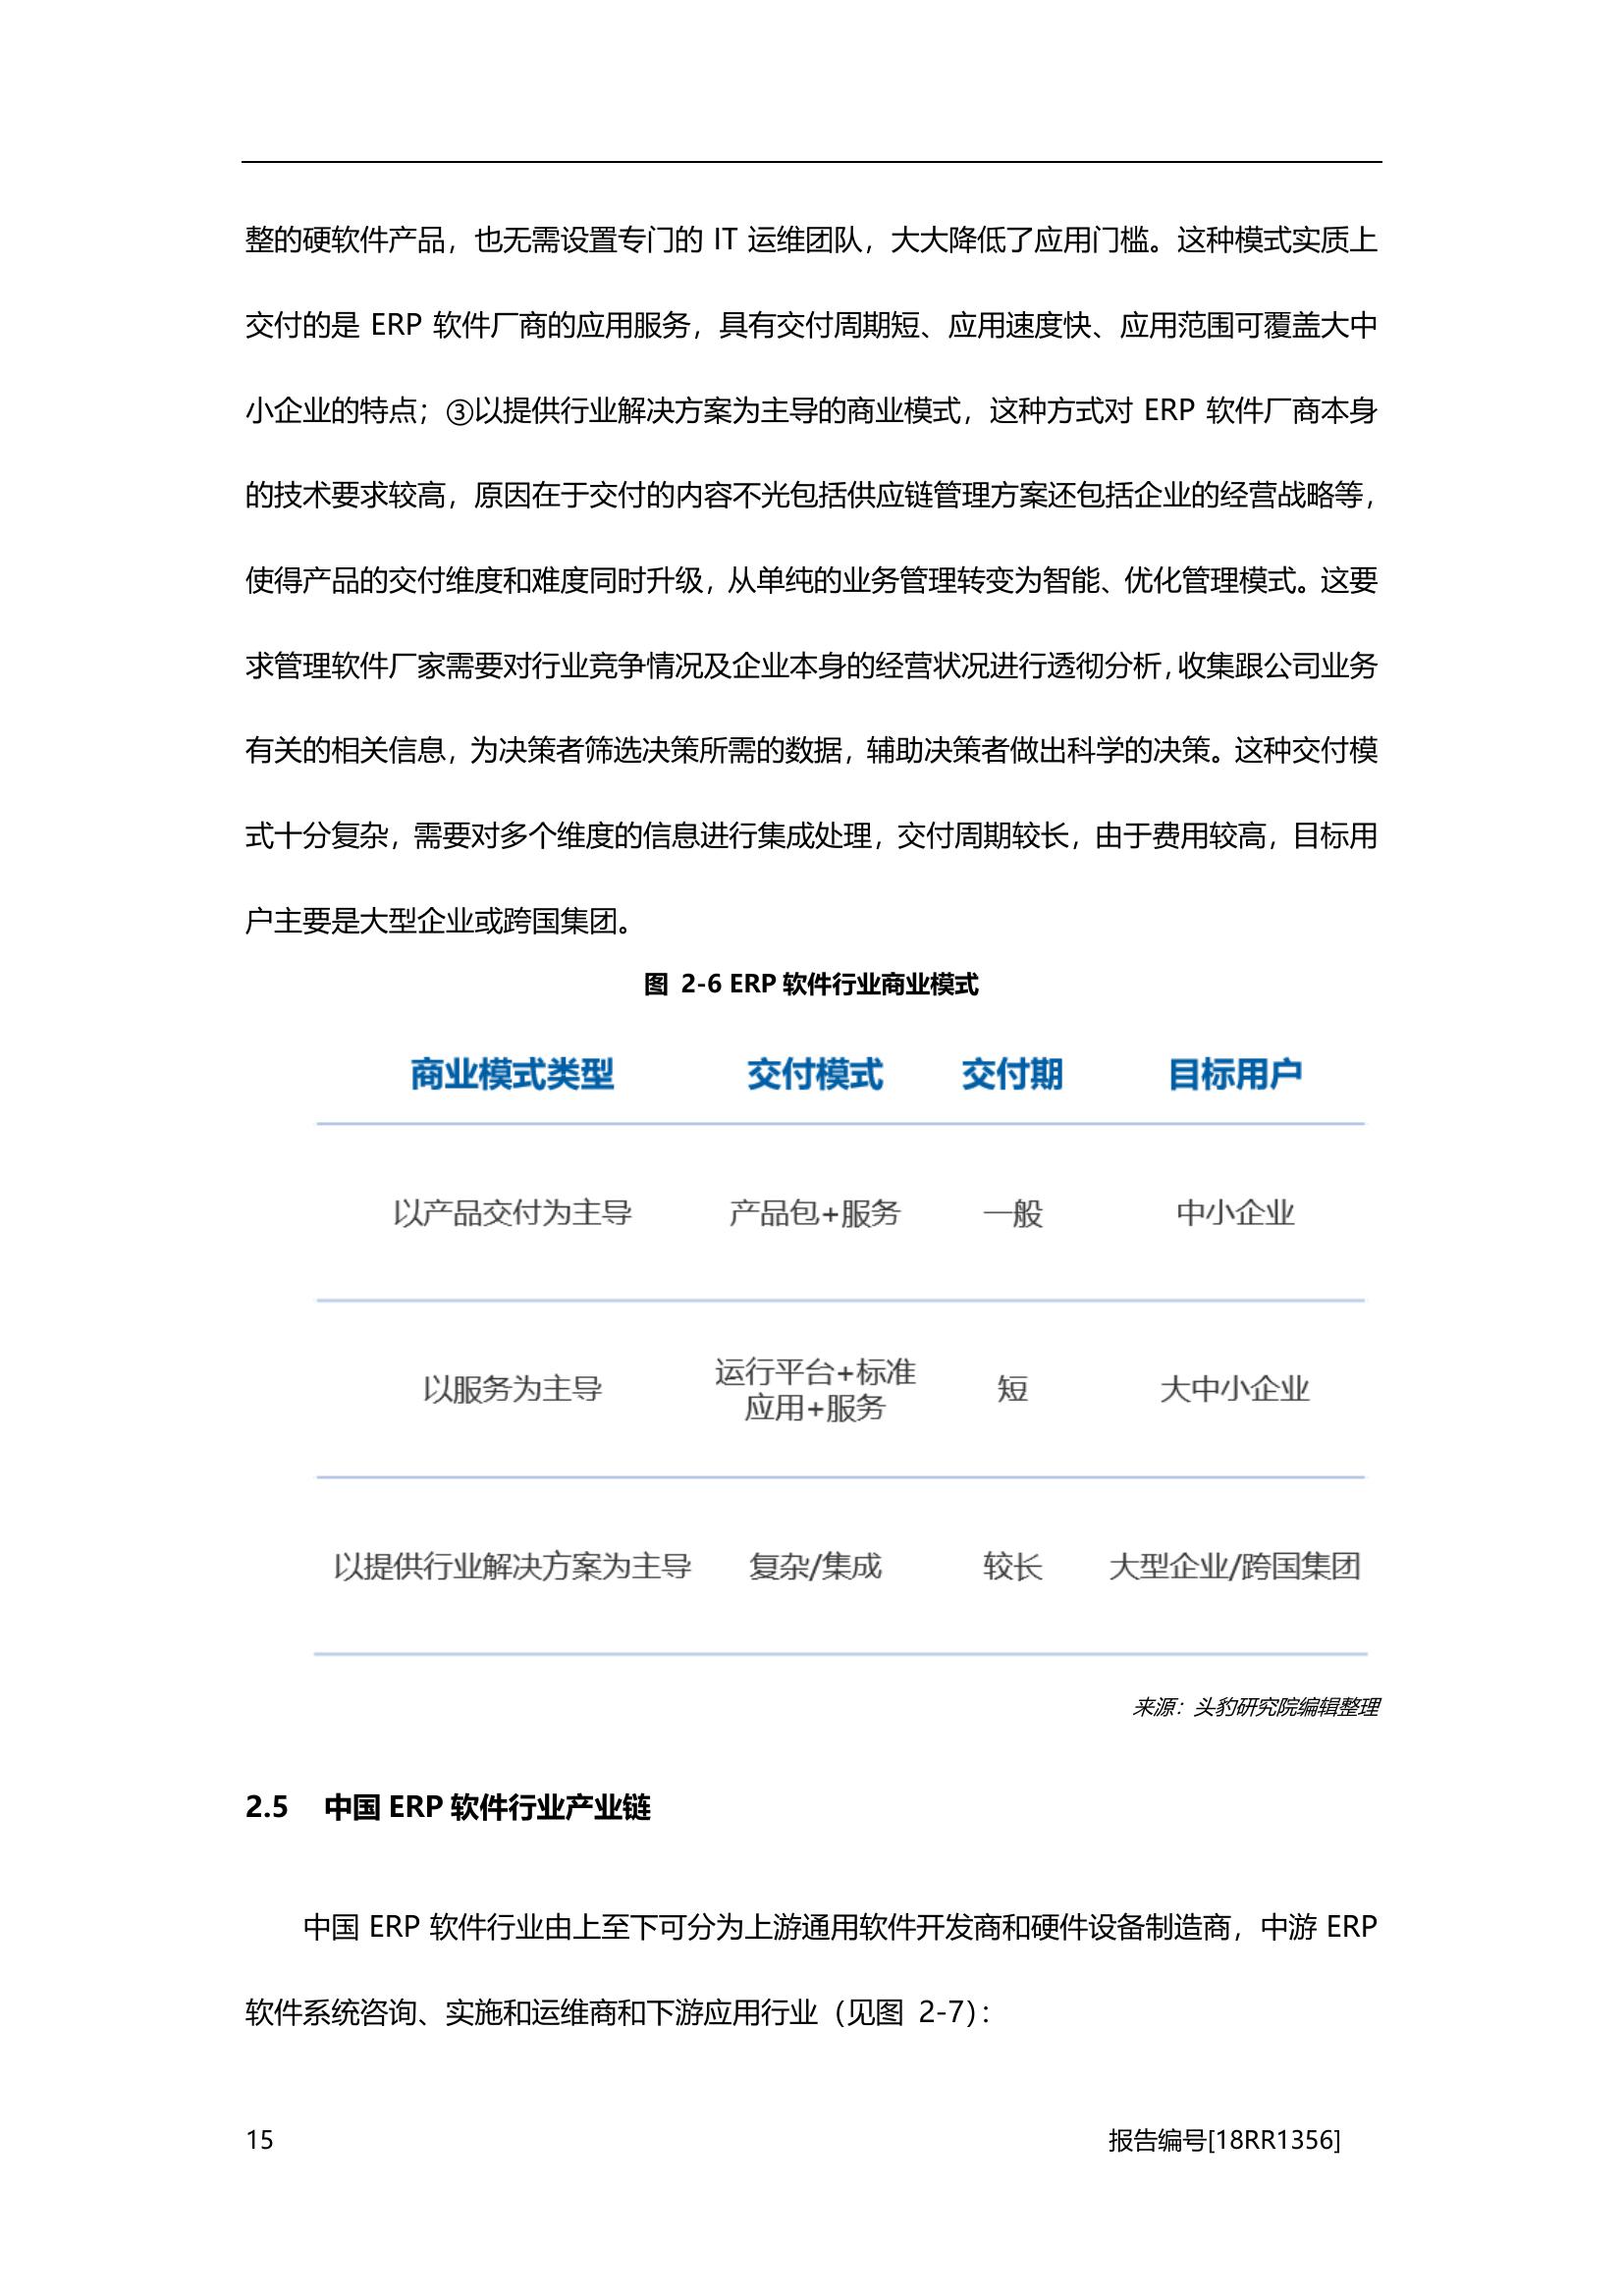 整的硬软件产品，也无需设置专门的 IT 运维团队，大大降低了应用门槛。这种模式实质上
交付的是 ERP 软件厂商的应用服务，具有交付周期短、应用速度快、应用范围可覆盖大中
小企业的特点；③以提供行业解决方案为主导的商业模式，这种方式对 ERP 软件厂商本身
的技术要求较高，原因在于交付的内容不光包括供应链管理方案还包括企业的经营战略等，
使得产品的交付维度和难度同时升级，从单纯的业务管理转变为智能、优化管理模式。这要
求管理软件厂家需要对行业竞争情况及企业本身的经营状况进行透彻分析，收集跟公司业务
有关的相关信息，为决策者筛选决策所需的数据，辅助决策者做出科学的决策。这种交付模
式十分复杂，需要对多个维度的信息进行集成处理，交付周期较长，由于费用较高，目标用
户主要是大型企业或跨国集团。
图 2-6 ERP 软件行业商业模式
商业模式类型 交付模式 交付期 目标用户
以产品交付为主导 产品包+服务 一般 中小企业
以服务为主导 运行平台+标准
应用+服务 短 大中小企业
以提供行业解决方案为主导 复杂/集成 较长 大型企业/跨国集团
来源：头豹研究院编辑整理
2.5 中国 ERP 软件行业产业链
中国 ERP 软件行业由上至下可分为上游通用软件开发商和硬件设备制造商，中游 ERP
软件系统咨询、实施和运维商和下游应用行业（见图 2-7）：
15 报告编号[18RR1356]